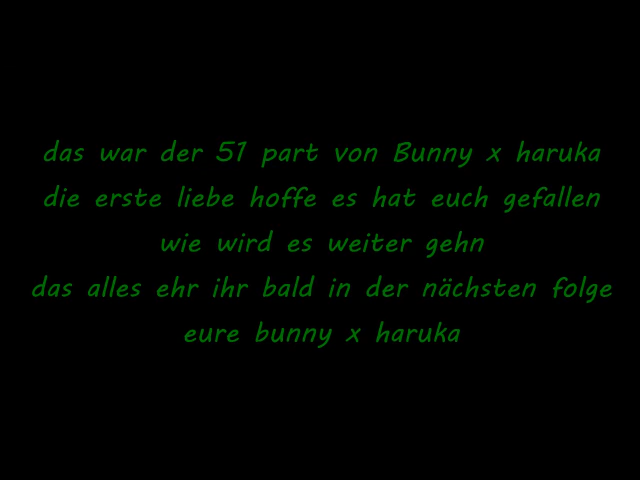 das war der 51 part von Bunny x haruka
die erste liebe hoffe es hat euch gefallen
wie wird es weiter gehn
das alles ehr ihr bald in der nächsten folge
eure bunny x haruka